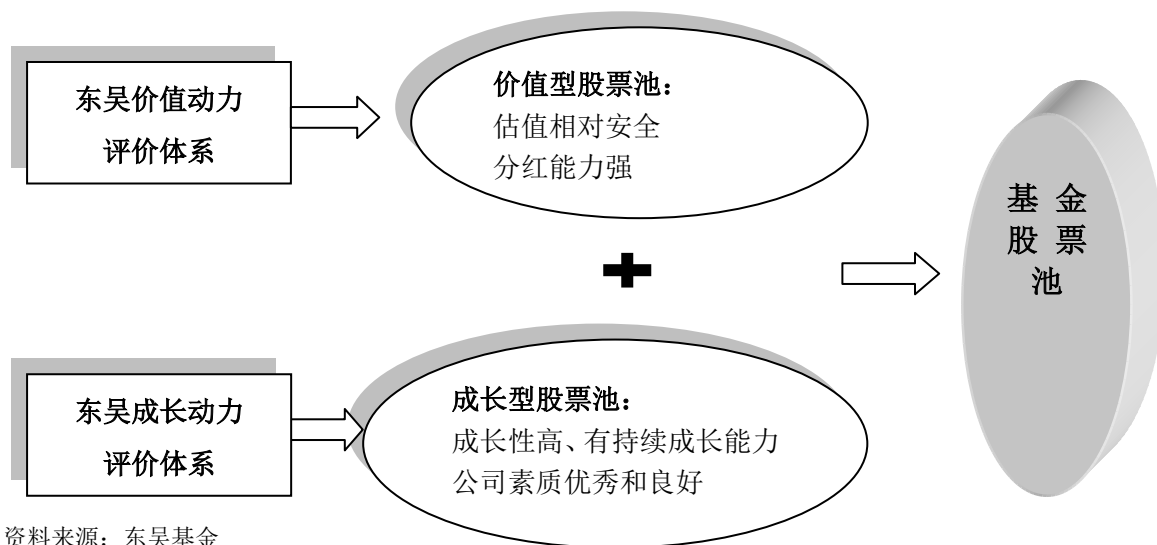 东吴价值动力
评价体系
价值型股票池：
估值相对安全
分红能力强
基 金
股 票
池
东吴成长动力
评价体系
成长型股票池：
成长性高、有持续成长能力
公司素质优秀和良好
资料来源：东吴基金